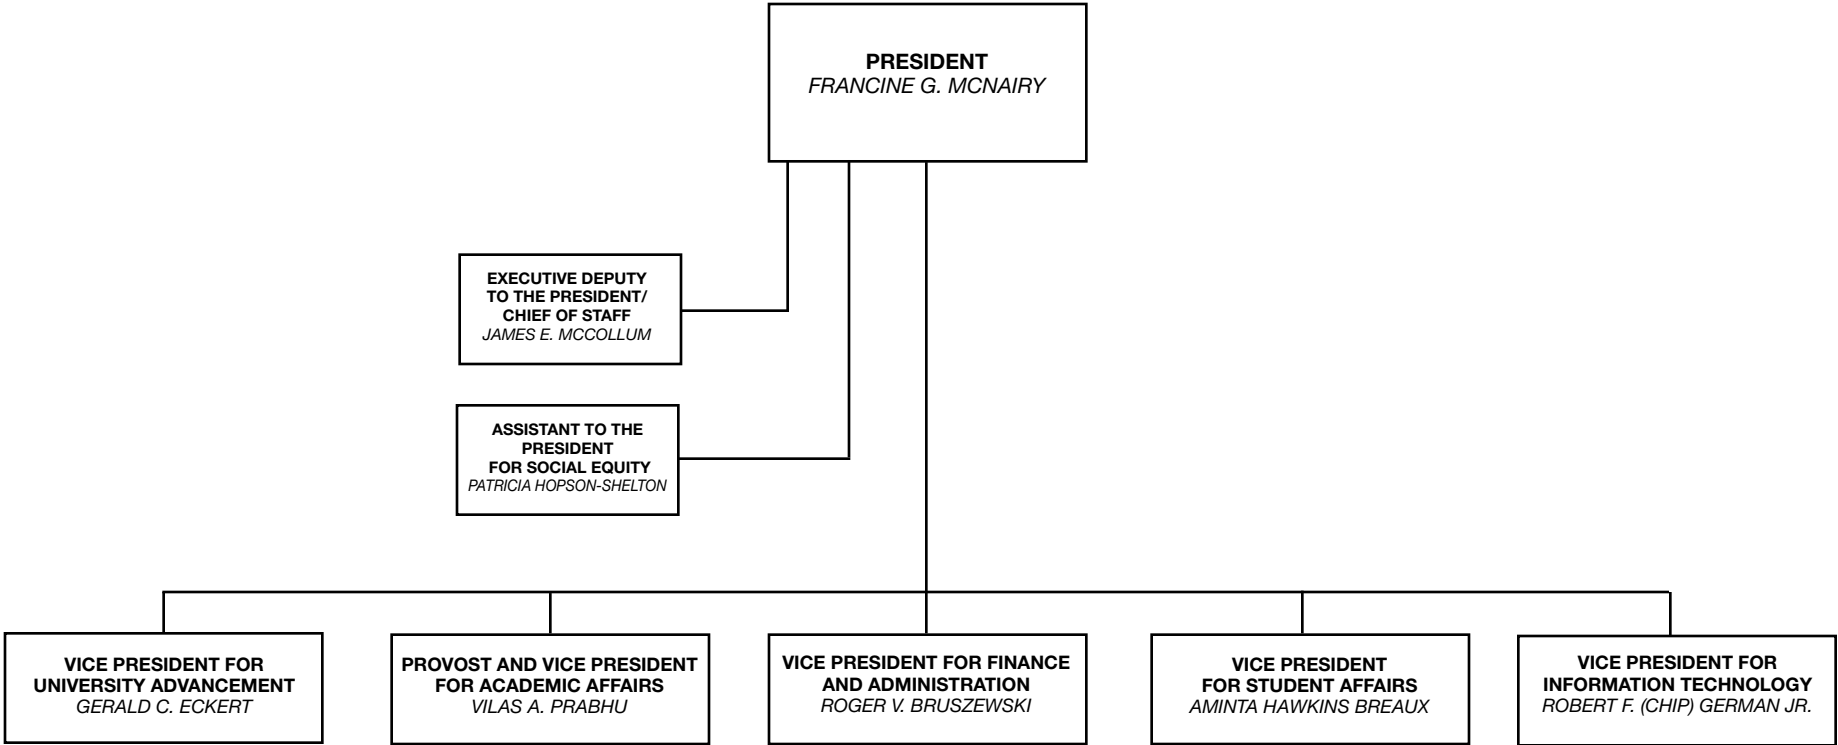 PRESIDENT
FRANCINE G. MCNAIRY
EXECUTIVE DEPUTY
TO THE PRESIDENT/
CHIEF OF STAFF
JAMES E. MCCOLLUM
ASSISTANT TO THE
PRESIDENT
FOR SOCIAL EQUITY
PATRICIA HOPSON-SHELTON
VICE PRESIDENT FOR
UNIVERSITY ADVANCEMENT
GERALD C. ECKERT
PROVOST AND VICE PRESIDENT
FOR ACADEMIC AFFAIRS
VILAS A. PRABHU
VICE PRESIDENT FOR FINANCE
AND ADMINISTRATION
ROGER V. BRUSZEWSKI
VICE PRESIDENT
FOR STUDENT AFFAIRS
AMINTA HAWKINS BREAUX
VICE PRESIDENT FOR
INFORMATION TECHNOLOGY
ROBERT F. (CHIP) GERMAN JR.